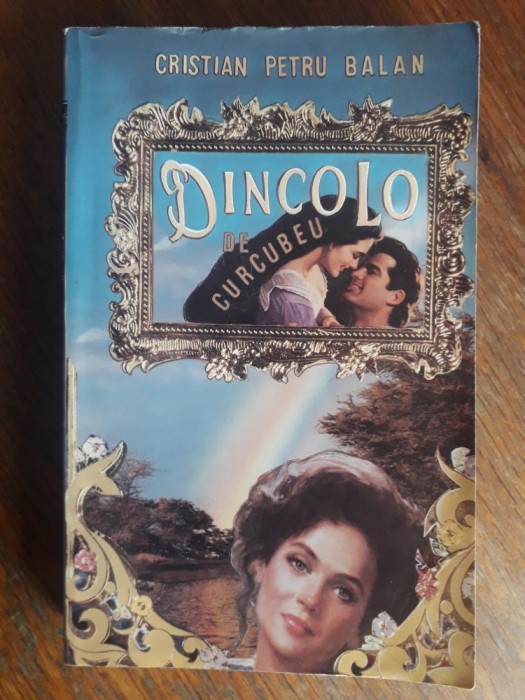 CRISTIAN PETRU BALAN
DINCOLO
DE
CURCUBEU